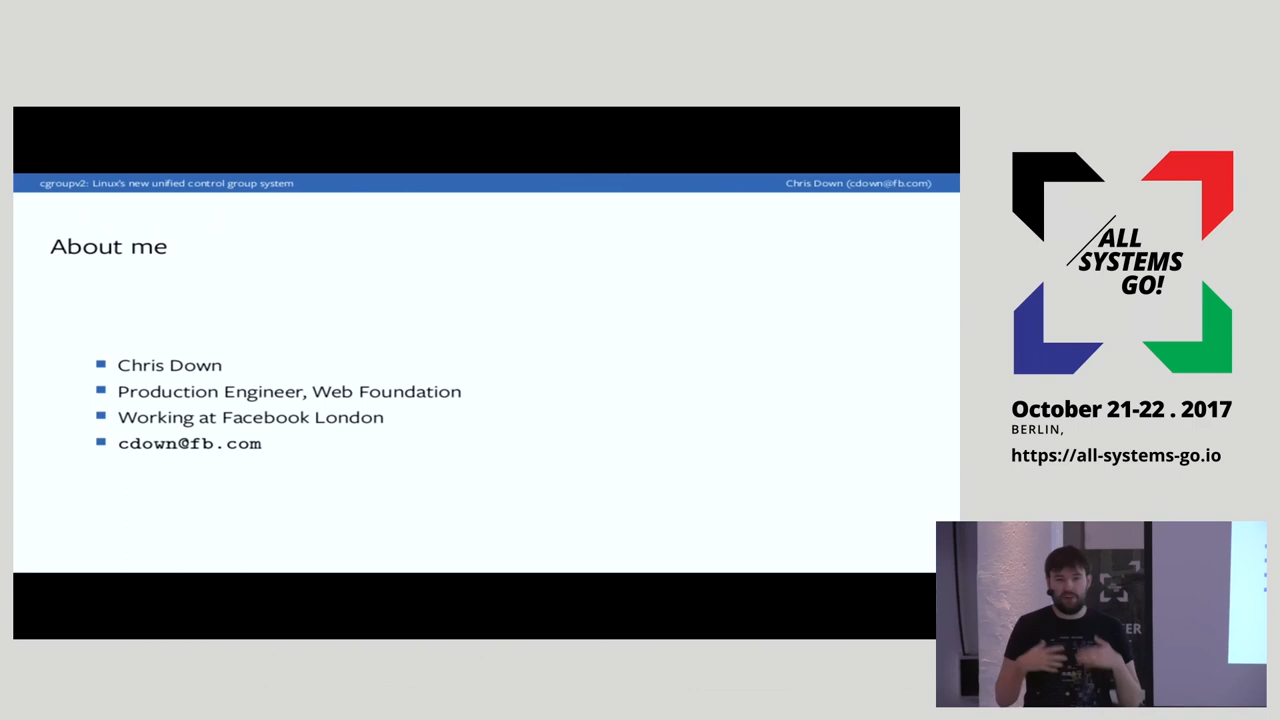 cgroupv2: Linux's new unified control group system
Chris Down (cdown@fb.com)
About me
Chris Down
Production Engineer, Web Foundation
Working at Facebook London
cdown@fb.com
ALL
SYSTEMS
GO!
October 21-22 . 2017
BERLIN,
https://all-systems-go.io